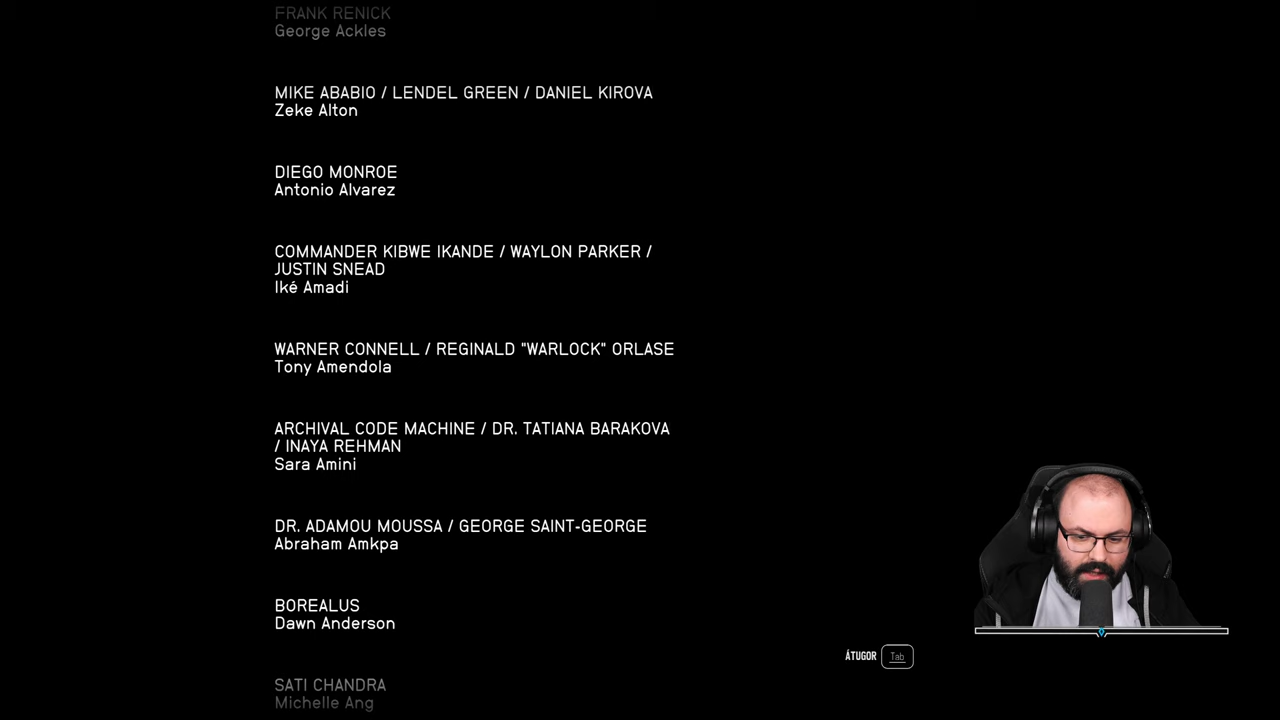 FRANK RENICK
George Ackles
MIKE ABABIO / LENDEL GREEN / DANIEL KIROVA
Zeke Alton
DIEGO MONROE
Antonio Alvarez
COMMANDER KIBWE IKANDE / WAYLON PARKER /
JUSTIN SNEAD
Iké Amadi
WARNER CONNELL / REGINALD "WARLOCK" ORLASE
Tony Amendola
ARCHIVAL CODE MACHINE / DR. TATIANA BARAKOVA
/ INAYA REHMAN
Sara Amini
DR. ADAMOU MOUSSA / GEORGE SAINT-GEORGE
Abraham Amkpa
BOREALUS
Dawn Anderson
ÁTUGOR Tab
SATI CHANDRA
Michelle Ang